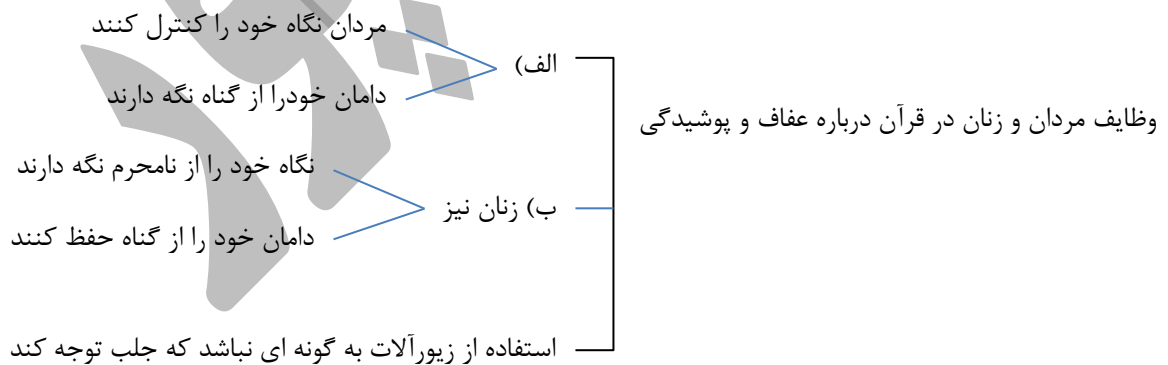 وظایف مردان و زنان در قرآن درباره عفاف و پوشیدگی
الف)
مردان نگاه خود را کنترل کنند
دامان خودرا از گناه نگه دارند
ب) زنان نیز
نگاه خود را از نامحرم نگه دارند
دامان خود را از گناه حفظ کنند
استفاده از زیورآلات به گونه ای نباشد که جلب توجه کند